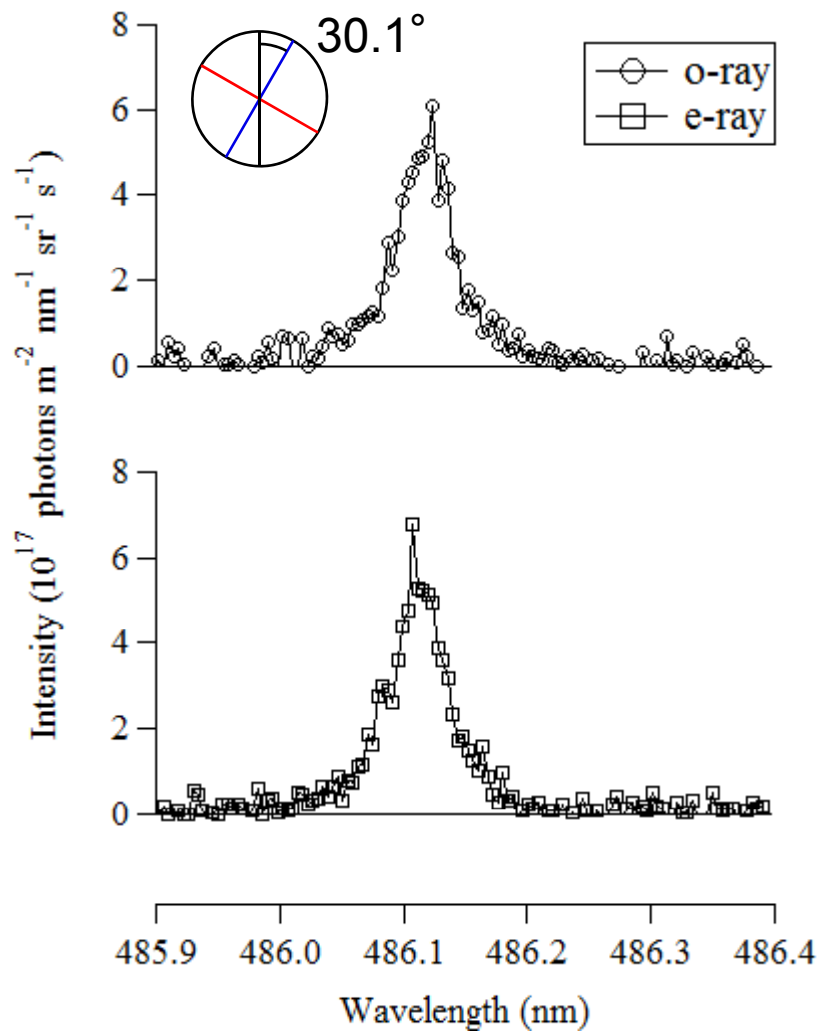 30.1°
o-ray
e-ray
8
6
4
2
0
8
6
4
2
0
Intensity (10^17 photons m^-2 nm^-1 sr^-1 s^-1)
485.9 486.0 486.1 486.2 486.3 486.4
Wavelength (nm)